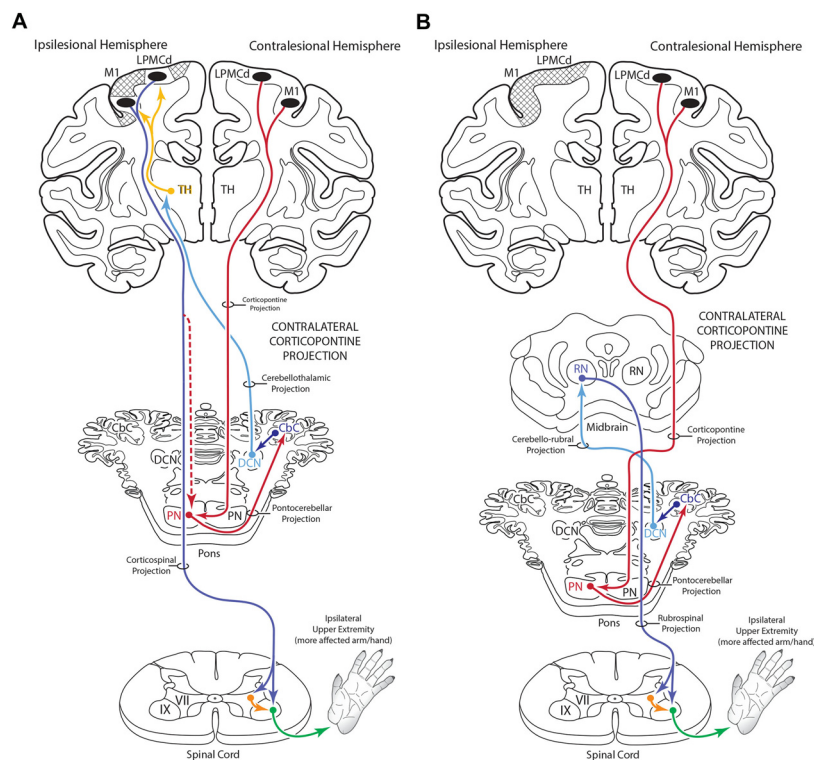 A
Ipsilesional Hemisphere
Contralesional Hemisphere
LPMCd
M1
LPMCd
M1
TH
TH
Corticopontine
Projection
CONTRALATERAL
CORTICOPONTINE
PROJECTION
Cerebellothalamic
Projection
CbC
CbC
DCN
DCN
PN
PN
Pontocerebellar
Projection
Pons
Corticospinal
Projection
Ipsilateral
Upper Extremity
(more affected arm/hand)
VII
IX
Spinal Cord
B
Ipsilesional Hemisphere
Contralesional Hemisphere
LPMCd
M1
LPMCd
M1
TH
TH
CONTRALATERAL
CORTICOPONTINE
PROJECTION
RN
RN
Midbrain
Cerebello-rubral
Projection
Corticopontine
Projection
CbC
CbC
DCN
DCN
PN
PN
Pontocerebellar
Projection
Pons
Rubrospinal
Projection
Ipsilateral
Upper Extremity
(more affected arm/hand)
VII
IX
Spinal Cord